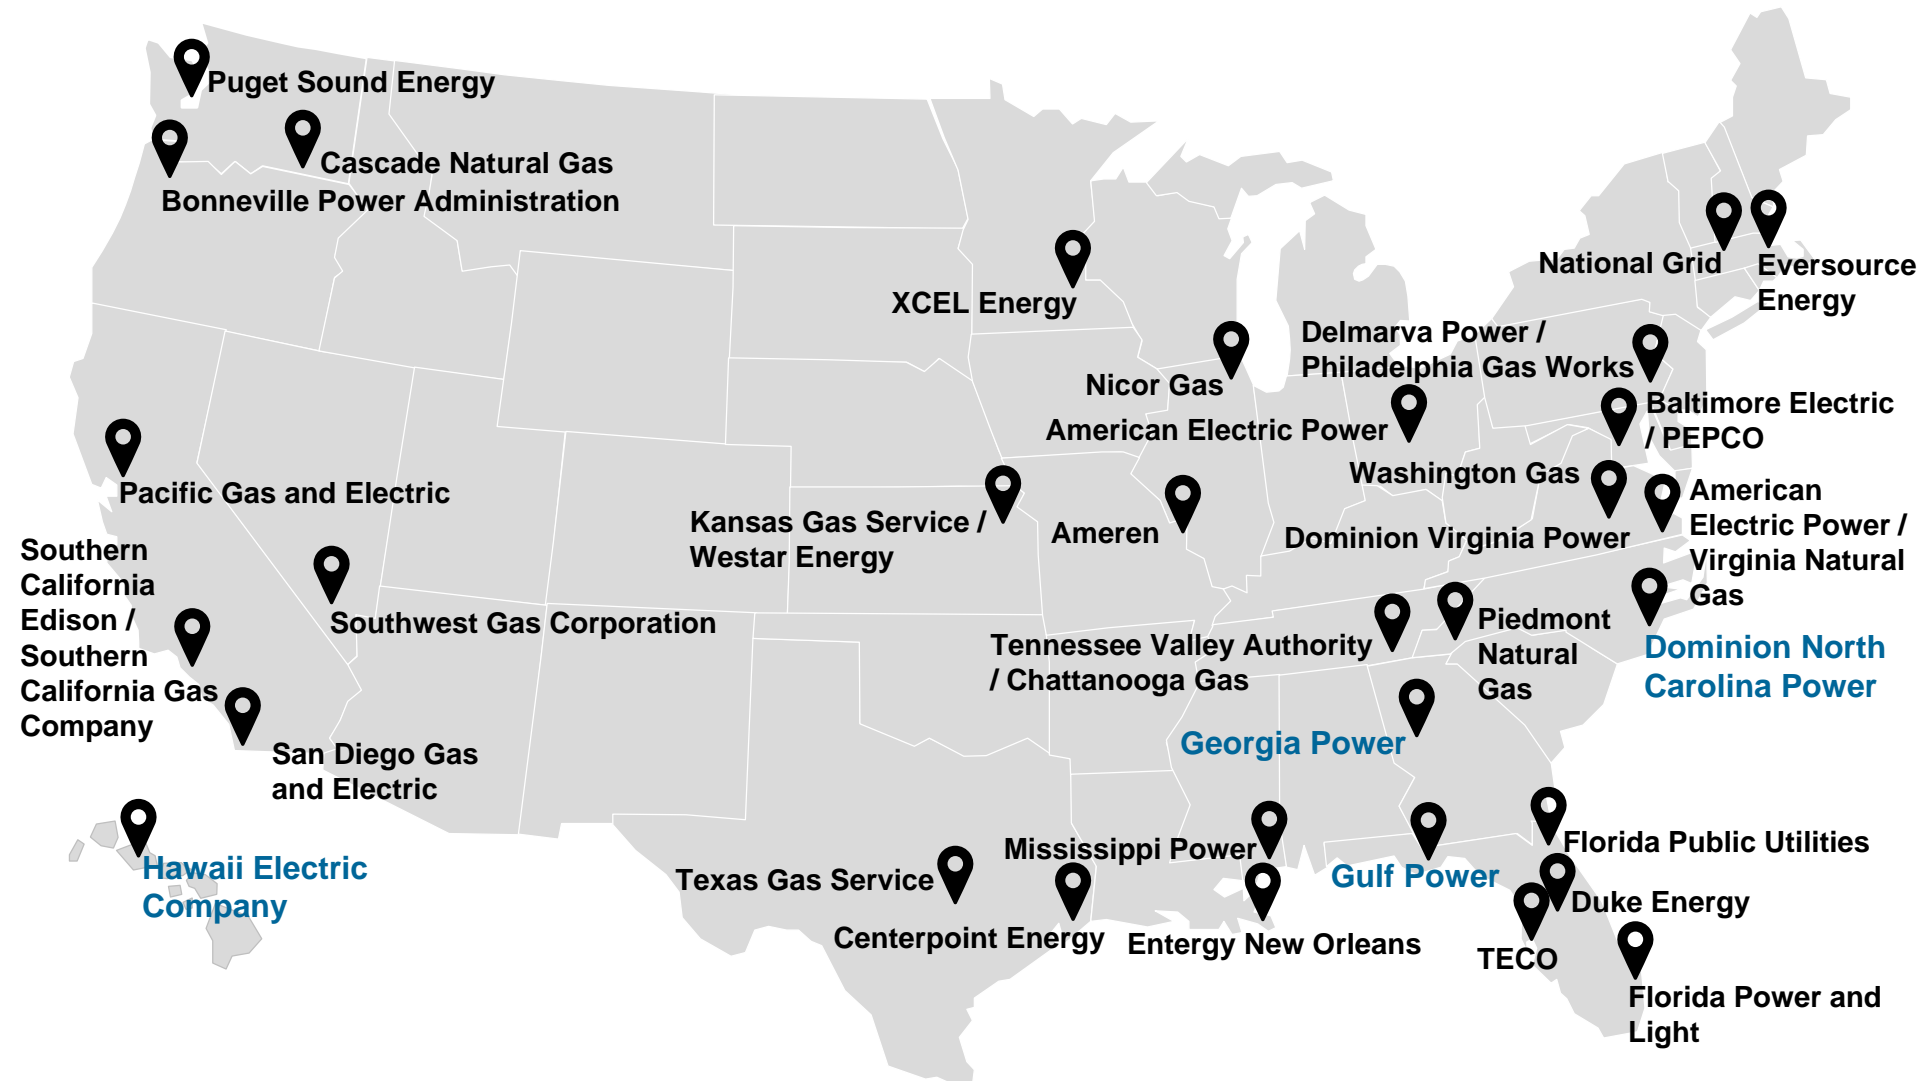 Puget Sound Energy
Cascade Natural Gas
Bonneville Power Administration
National Grid
Eversource
Energy
XCEL Energy
Delmarva Power /
Philadelphia Gas Works
Nicor Gas
Baltimore Electric
/ PEPCO
American Electric Power
Washington Gas
Pacific Gas and Electric
American
Electric Power /
Virginia Natural
Gas
Kansas Gas Service /
Westar Energy
Ameren
Dominion Virginia Power
Southern
California
Edison /
Southern
California Gas
Company
Southwest Gas Corporation
Tennessee Valley Authority
/ Chattanooga Gas
Piedmont
Natural
Gas
Dominion North
Carolina Power
Georgia Power
San Diego Gas
and Electric
Hawaii Electric
Company
Mississippi Power
Florida Public Utilities
Texas Gas Service
Gulf Power
Duke Energy
Centerpoint Energy
Entergy New Orleans
TECO
Florida Power and
Light